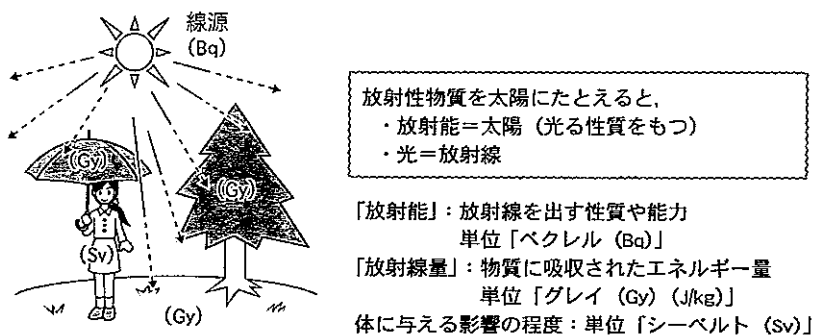 線源
(Bq)
(Gy)
(Gy)
(Sv)
(Gy)
放射性物質を太陽にたとえると，
・放射能＝太陽（光る性質をもつ）
・光＝放射線
「放射能」：放射線を出す性質や能力
単位「ベクレル（Bq）」
「放射線量」：物質に吸収されたエネルギー量
単位「グレイ（Gy）（J/kg）」
体に与える影響の程度：単位「シーベルト（Sv）」